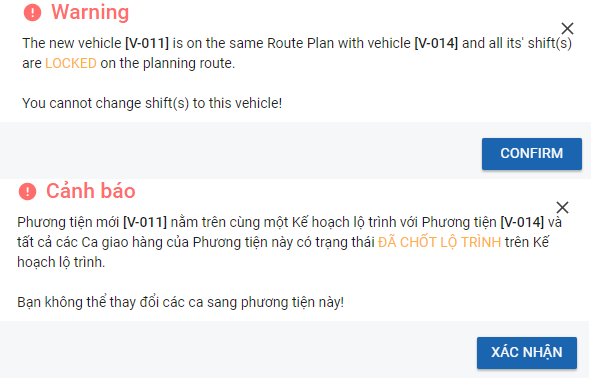 Warning
The new vehicle [V-011] is on the same Route Plan with vehicle [V-014] and all its' shift(s)
are LOCKED on the planning route.
You cannot change shift(s) to this vehicle!
CONFIRM
Cảnh báo
Phương tiện mới [V-011] nằm trên cùng một Kế hoạch lộ trình với Phương tiện [V-014] và
tất cả các Ca giao hàng của Phương tiện này có trạng thái ĐÃ CHỐT LỘ TRÌNH trên Kế
hoạch lộ trình.
Bạn không thể thay đổi các ca sang phương tiện này!
XÁC NHẬN